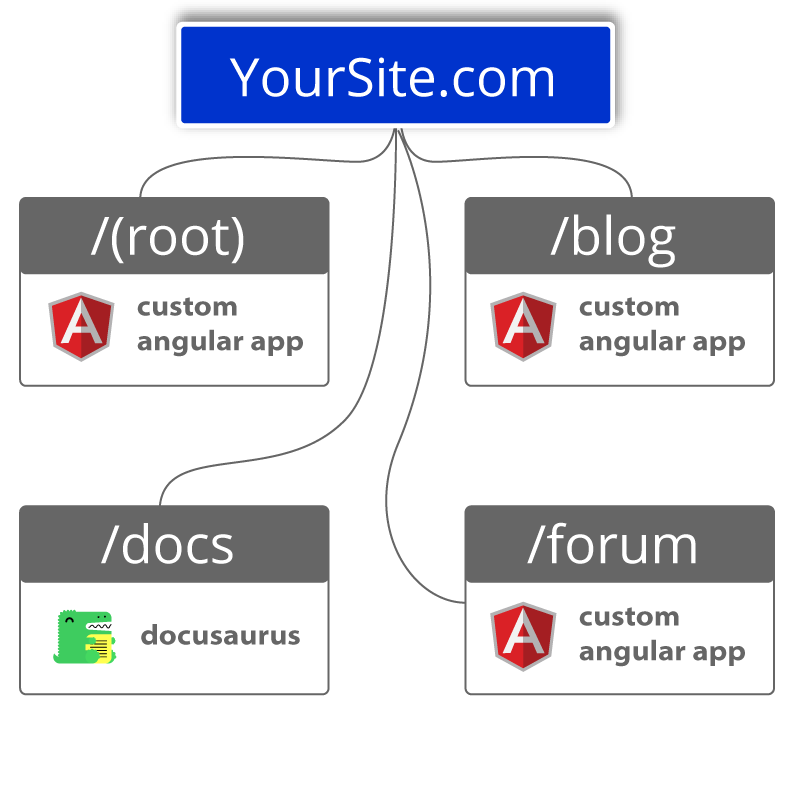 YourSite.com
/(root)
custom
angular app
/blog
custom
angular app
/docs
docusaurus
/forum
custom
angular app